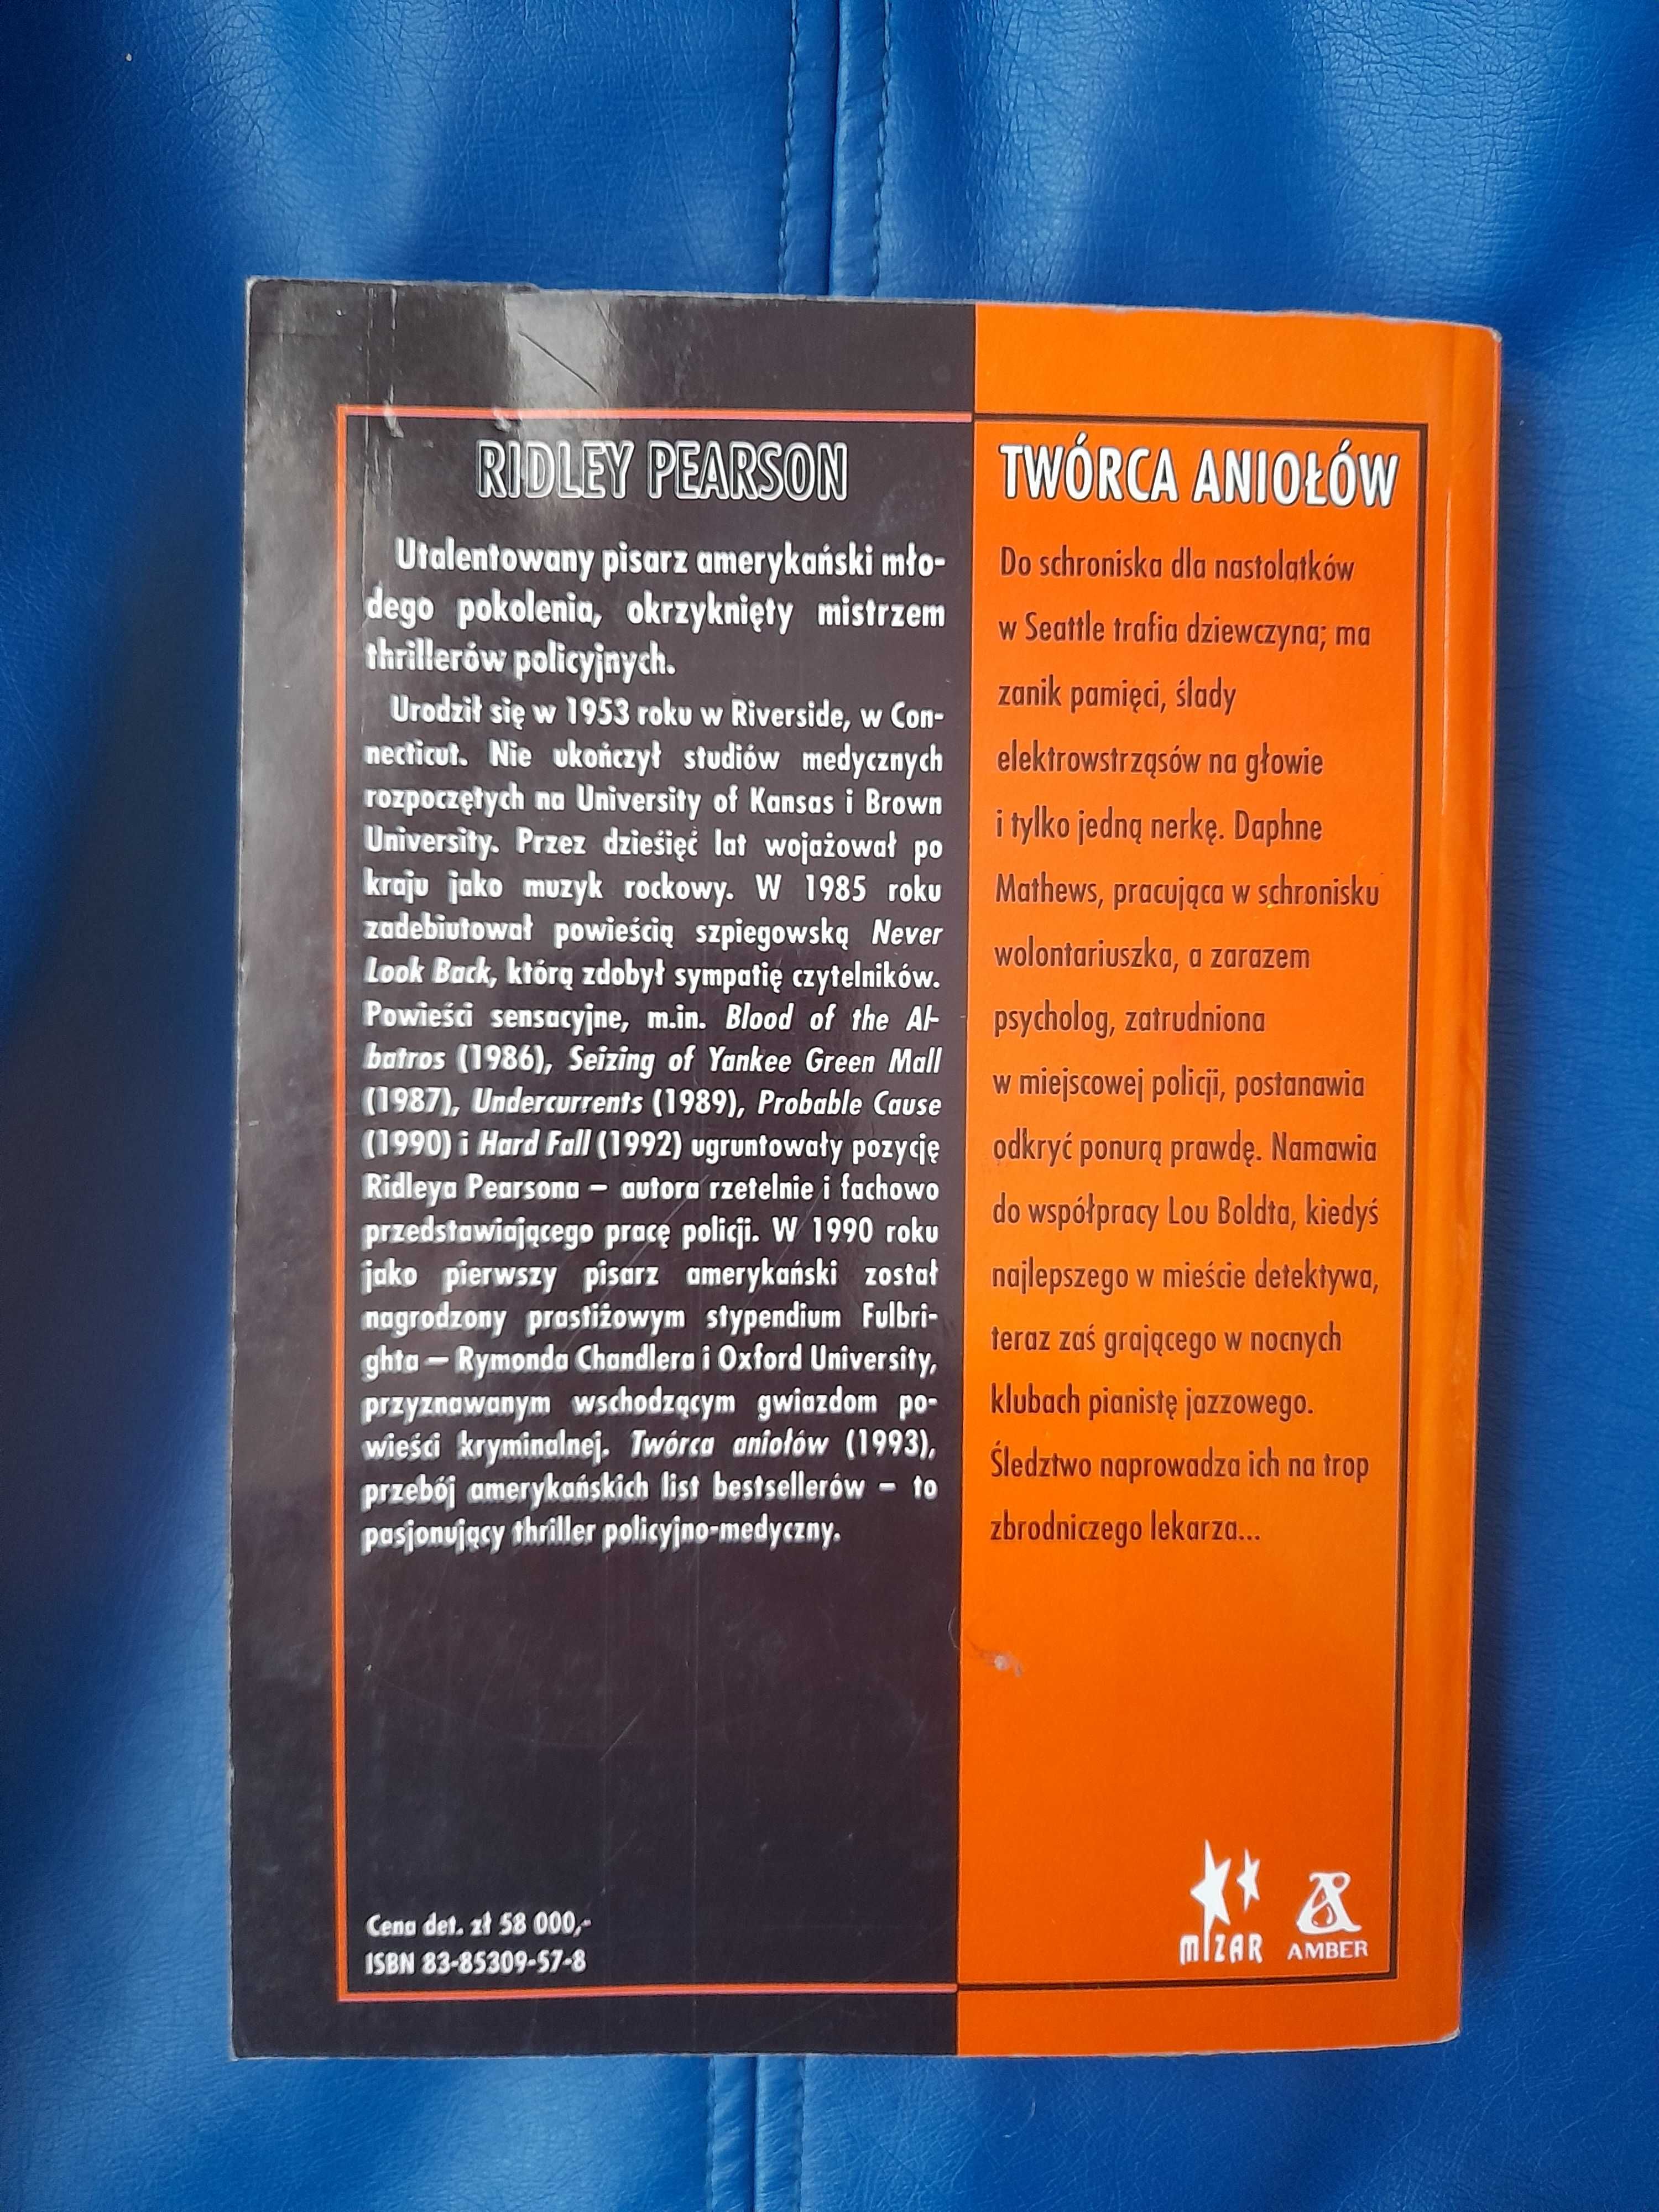 RIDLEY PEARSON
Utalentowany pisarz amerykański mło-
dego pokolenia, okrzyknięty mistrzem
thrillerów policyjnych.
Urodził się w 1953 roku w Riverside, w Con-
necticut. Nie ukończył studiów medycznych
rozpoczętych na University of Kansas i Brown
University. Przez dzieśięć lat wojażował po
kraju jako muzyk rockowy. W 1985 roku
zadebiutował powieścią szpiegowską Never
Look Back, którą zdobył sympatię czytelników.
Powieści sensacyjne, m.in. Blood of the Al-
batros (1986), Seizing of Yankee Green Mall
(1987), Undercurrents (1989), Probable Cause
(1990) i Hard Fall (1992) ugruntowały pozycję
Ridleya Pearsona – autora rzetelnie i fachowo
przedstawiającego pracę policji. W 1990 roku
jako pierwszy pisarz amerykański został
nagrodzony prastiżowym stypendium Fulbri-
ghta – Rymonda Chandlera i Oxford University,
przyznawanym wschodzącym gwiazdom po-
wieści kryminalnej. Twórca aniołów (1993),
przebój amerykańskich list bestsellerów – to
pasjonujący thriller policyjno-medyczny.
Cena det. zł 58 000,-
ISBN 83-85309-57-8
TWÓRCA ANIOŁÓW
Do schroniska dla nastolatków
w Seattle trafia dziewczyna; ma
zanik pamięci, ślady
elektrowstrząsów na głowie
i tylko jedną nerkę. Daphne
Mathews, pracująca w schronisku
wolontariuszka, a zarazem
psycholog, zatrudniona
w miejscowej policji, postanawia
odkryć ponurą prawdę. Namawia
do współpracy Lou Boldta, kiedyś
najlepszego w mieście detektywa,
teraz zaś grającego w nocnych
klubach pianistę jazzowego.
Śledztwo naprowadza ich na trop
zbrodniczego lekarza...
MIZAR
AMBER